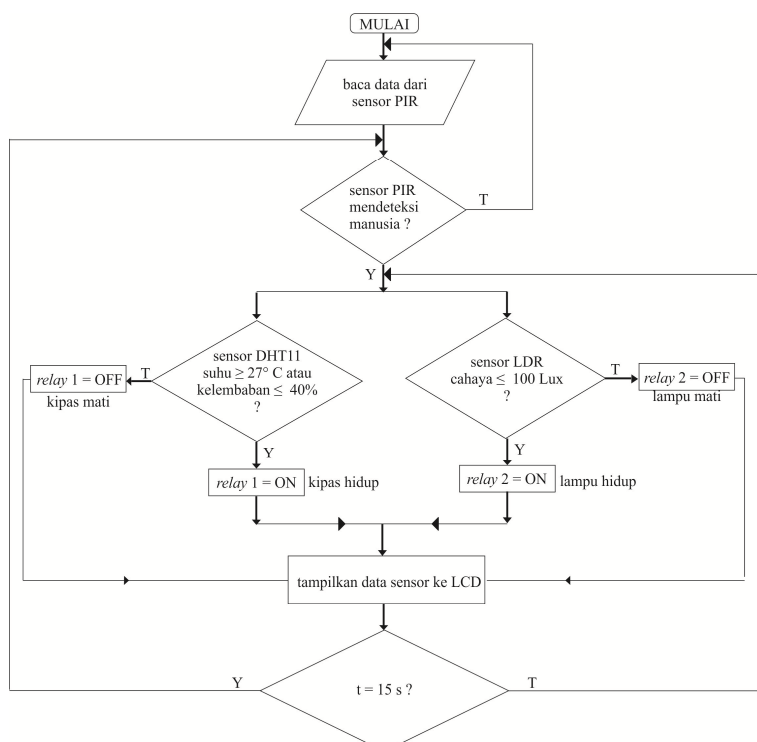 MULAI
baca data dari
sensor PIR
sensor PIR
mendeteksi
manusia ?
T
Y
sensor DHT11
suhu ≥ 27° C atau
kelembaban ≤ 40%
?
T
relay 1 = OFF
kipas mati
Y
relay 1 = ON
kipas hidup
sensor LDR
cahaya ≤ 100 Lux
?
T
relay 2 = OFF
lampu mati
Y
relay 2 = ON
lampu hidup
tampilkan data sensor ke LCD
t = 15 s ?
Y
T